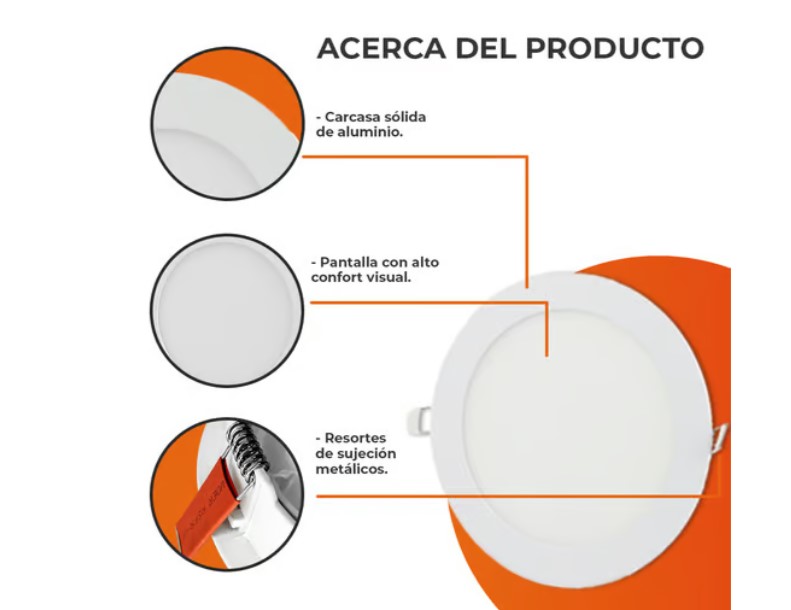 ACERCA DEL PRODUCTO
- Carcasa sólida
de aluminio.
- Pantalla con alto
confort visual.
- Resortes
de sujeción
metálicos.